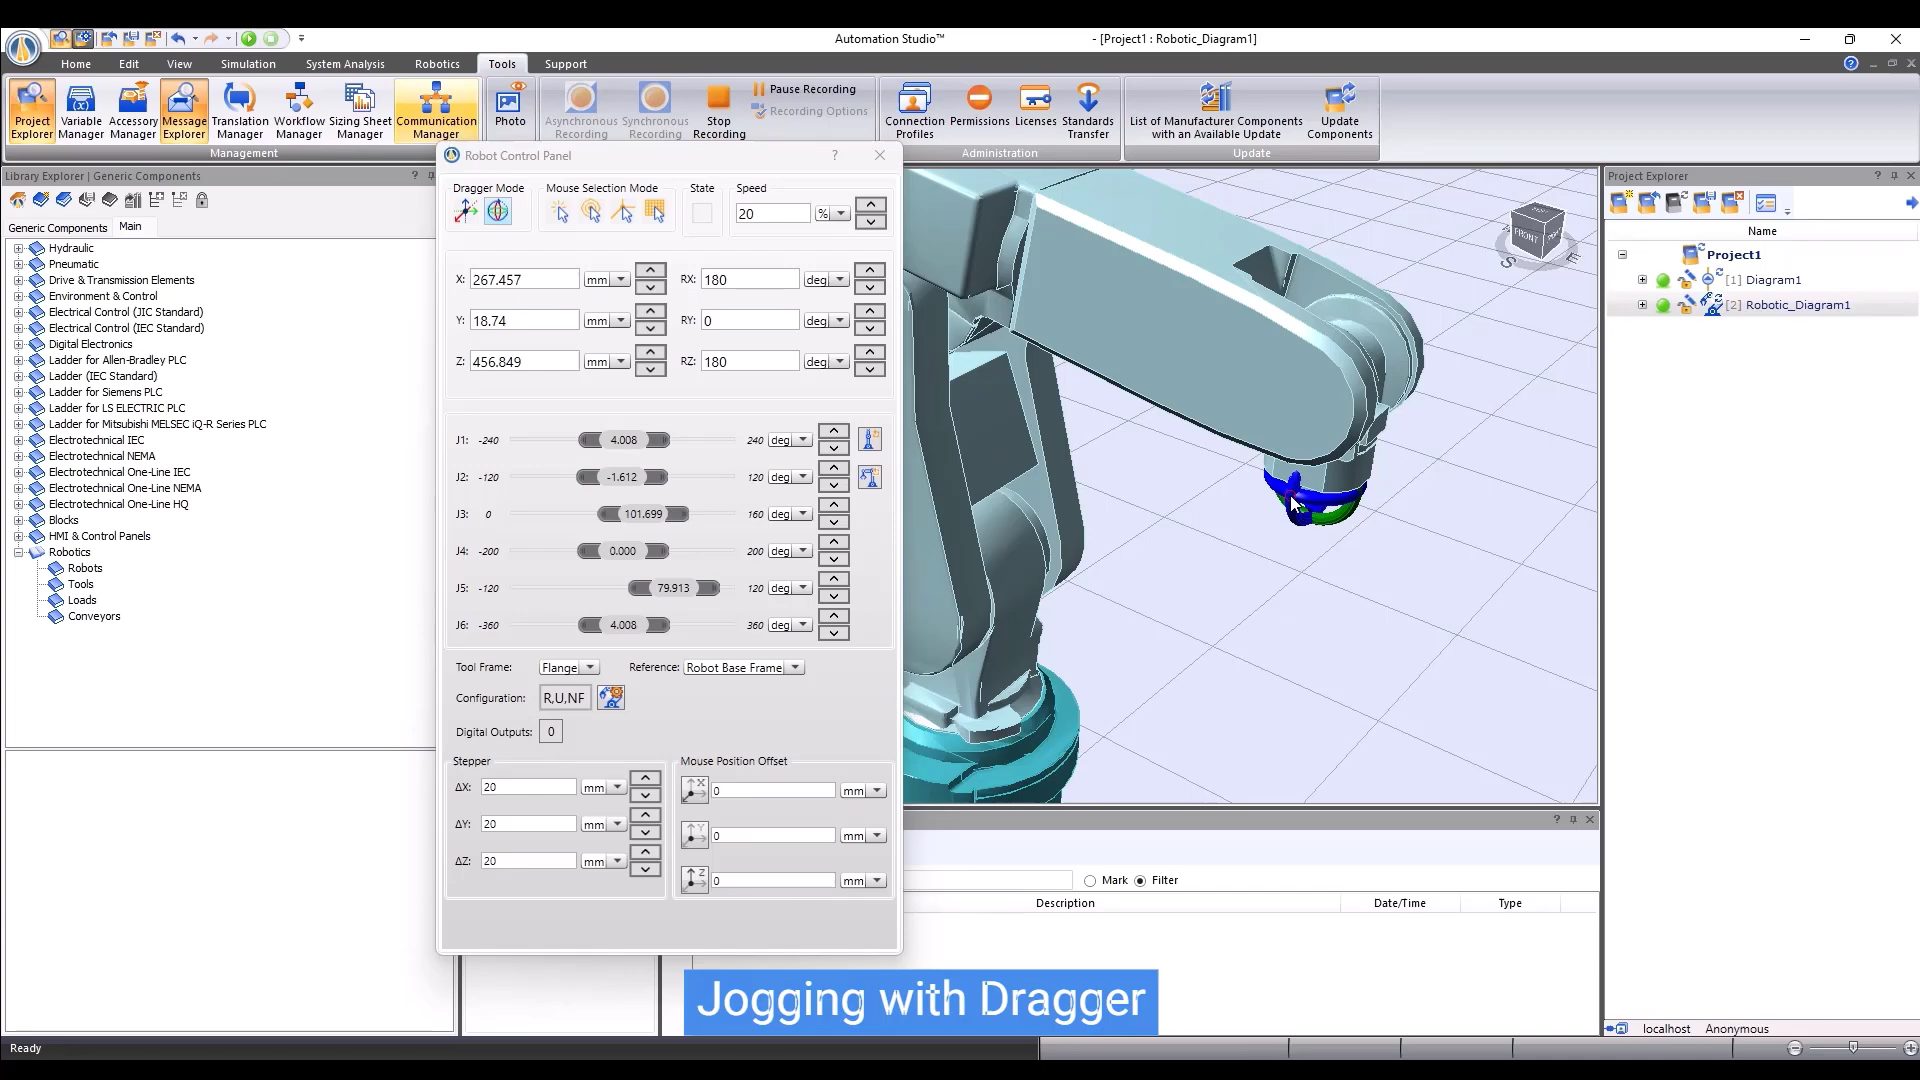 Automation Studio™ - [Project1 : Robotic_Diagram1]
Home Edit View Simulation System Analysis Robotics Tools Support
Project Explorer
Variable Manager
Accessory Manager
Message Explorer
Translation Manager
Workflow Manager
Sizing Sheet Manager
Communication Manager
Photo
Asynchronous Recording
Synchronous Recording
Stop Recording
Pause Recording
Recording Options
Connection Profiles
Permissions
Licenses
Standards Transfer
List of Manufacturer Components with an Available Update
Update Components
Management
Administration
Update
Library Explorer | Generic Components
Generic Components Main
Hydraulic
Pneumatic
Drive & Transmission Elements
Environment & Control
Electrical Control (JIC Standard)
Electrical Control (IEC Standard)
Digital Electronics
Ladder for Allen-Bradley PLC
Ladder (IEC Standard)
Ladder for Siemens PLC
Ladder for LS ELECTRIC PLC
Ladder for Mitsubishi MELSEC iQ-R Series PLC
Electrotechnical IEC
Electrotechnical NEMA
Electrotechnical One-Line IEC
Electrotechnical One-Line NEMA
Electrotechnical One-Line HQ
Blocks
HMI & Control Panels
Robotics
Robots
Tools
Loads
Conveyors
Robot Control Panel ?
Dragger Mode Mouse Selection Mode State Speed
20 %
X: 267.457 mm RX: 180 deg
Y: 18.74 mm RY: 0 deg
Z: 456.849 mm RZ: 180 deg
J1: -240 4.008 240 deg
J2: -120 -1.612 120 deg
J3: 0 101.699 160 deg
J4: -200 0.000 200 deg
J5: -120 79.913 120 deg
J6: -360 4.008 360 deg
Tool Frame: Flange Reference: Robot Base Frame
Configuration: R,U,NF
Digital Outputs: 0
Stepper Mouse Position Offset
ΔX: 20 mm X 0 mm
ΔY: 20 mm Y 0 mm
ΔZ: 20 mm Z 0 mm
FRONT
S E
Mark Filter
Description Date/Time Type
Project Explorer
Name
Project1
[1] Diagram1
[2] Robotic_Diagram1
Jogging with Dragger
localhost Anonymous
Ready